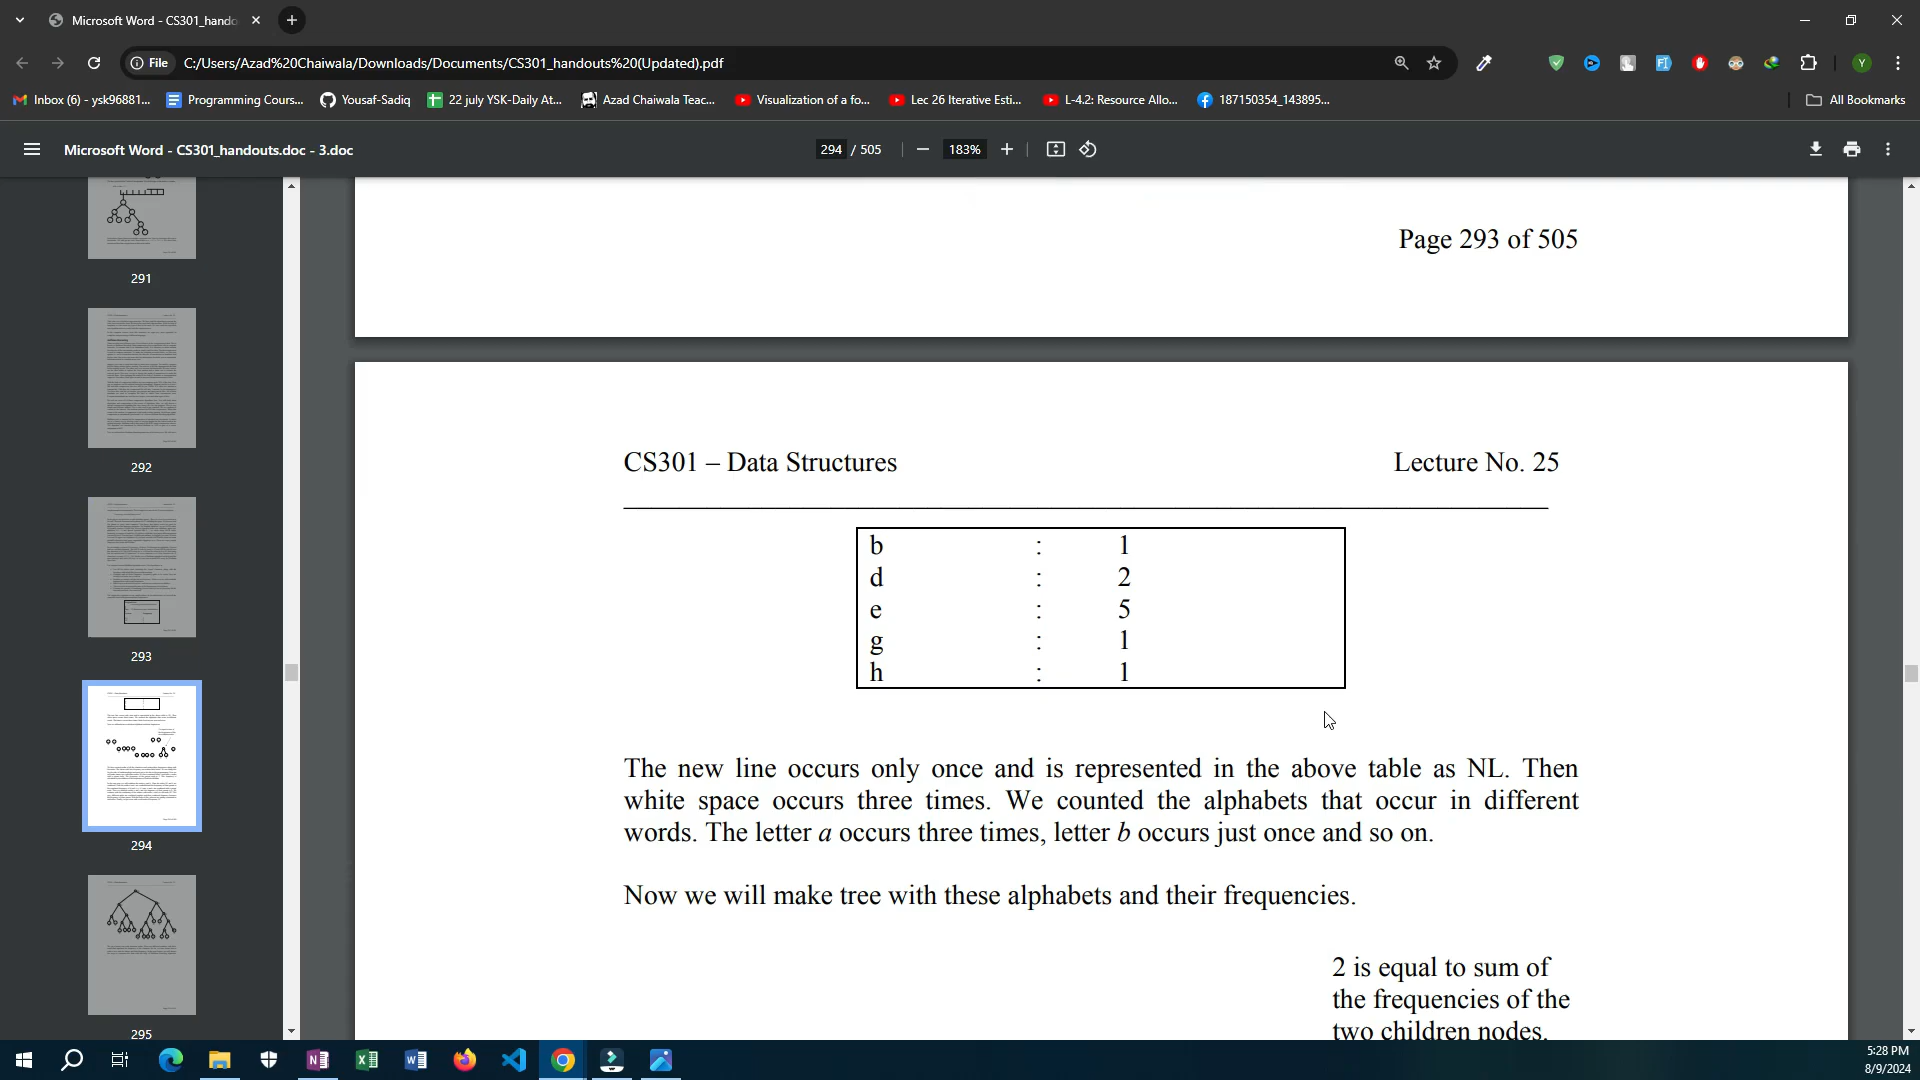 Microsoft Word - CS301_hando
File
C:/Users/Azad%20Chaiwala/Downloads/Documents/CS301_handouts%20(Updated).pdf
Y
Inbox (6) - ysk96881...
Programming Cours...
Yousaf-Sadiq
22 july YSK-Daily At...
Azad Chaiwala Teac...
Visualization of a fo...
Lec 26 Iterative Esti...
L-4.2: Resource Allo...
187150354_143895...
All Bookmarks
Microsoft Word - CS301_handouts.doc - 3.doc
294 / 505
183%
291
292
293
294
295
Page 293 of 505
CS301 – Data Structures
Lecture No. 25
b : 1
d : 2
e : 5
g : 1
h : 1
The new line occurs only once and is represented in the above table as NL. Then
white space occurs three times. We counted the alphabets that occur in different
words. The letter a occurs three times, letter b occurs just once and so on.
Now we will make tree with these alphabets and their frequencies.
2 is equal to sum of
the frequencies of the
two children nodes.
5:28 PM
8/9/2024